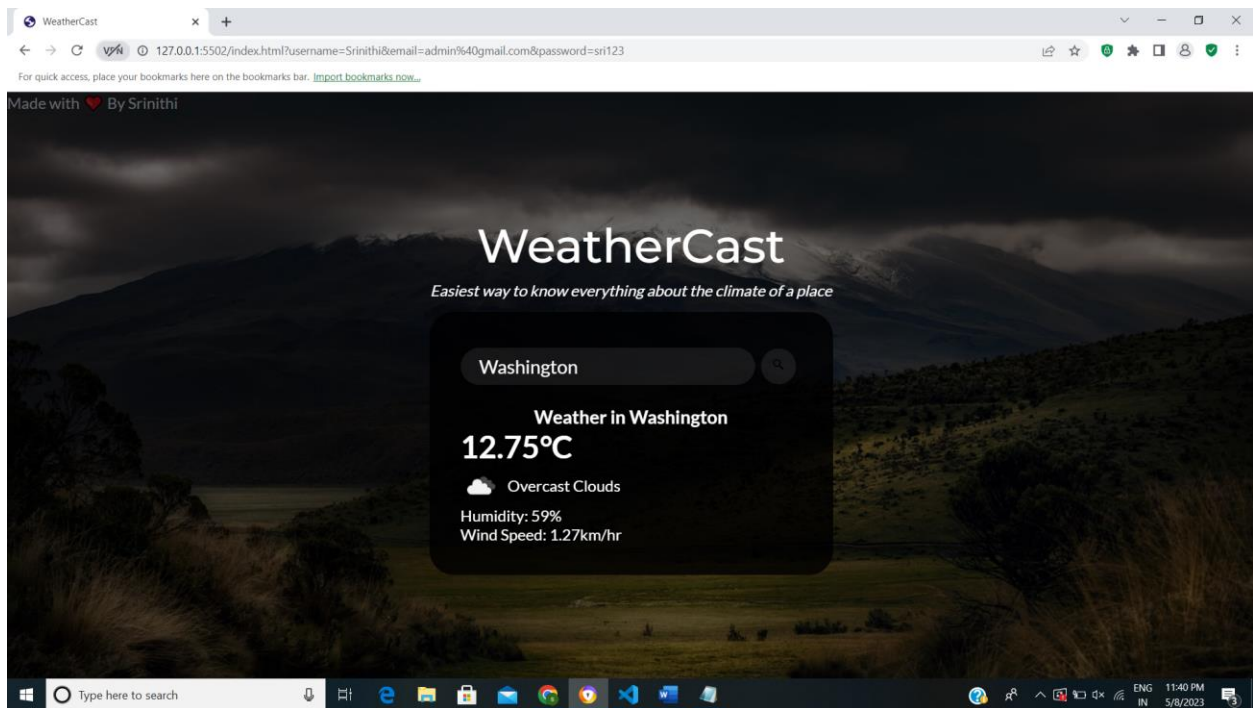 WeatherCast
127.0.0.1:5502/index.html?username=Srinithi&email=admin%40gmail.com&password=sri123
For quick access, place your bookmarks here on the bookmarks bar. Import bookmarks now...
Made with ❤ By Srinithi
WeatherCast
Easiest way to know everything about the climate of a place
Washington
Weather in Washington
12.75°C
Overcast Clouds
Humidity: 59%
Wind Speed: 1.27km/hr
Type here to search
ENG 11:40 PM
IN 5/8/2023